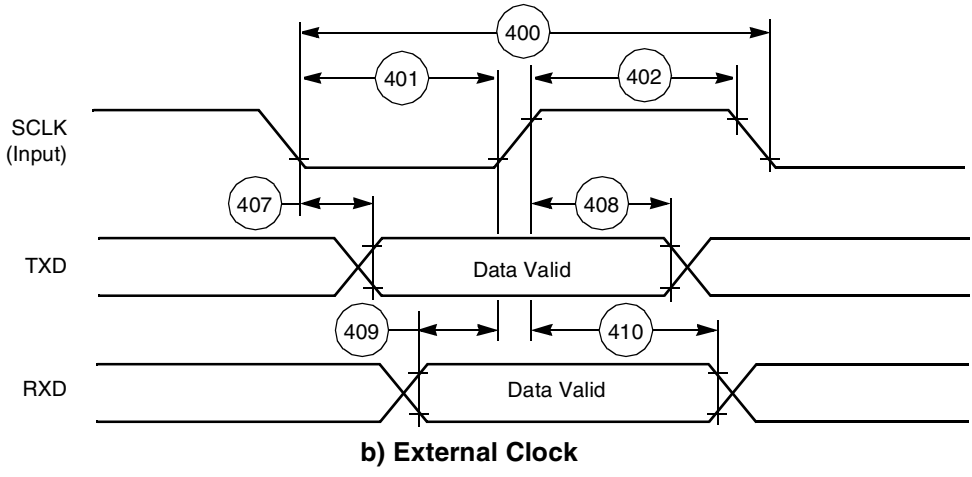 400
401
402
SCLK
(Input)
407
408
TXD
Data Valid
409
410
RXD
Data Valid
b) External Clock